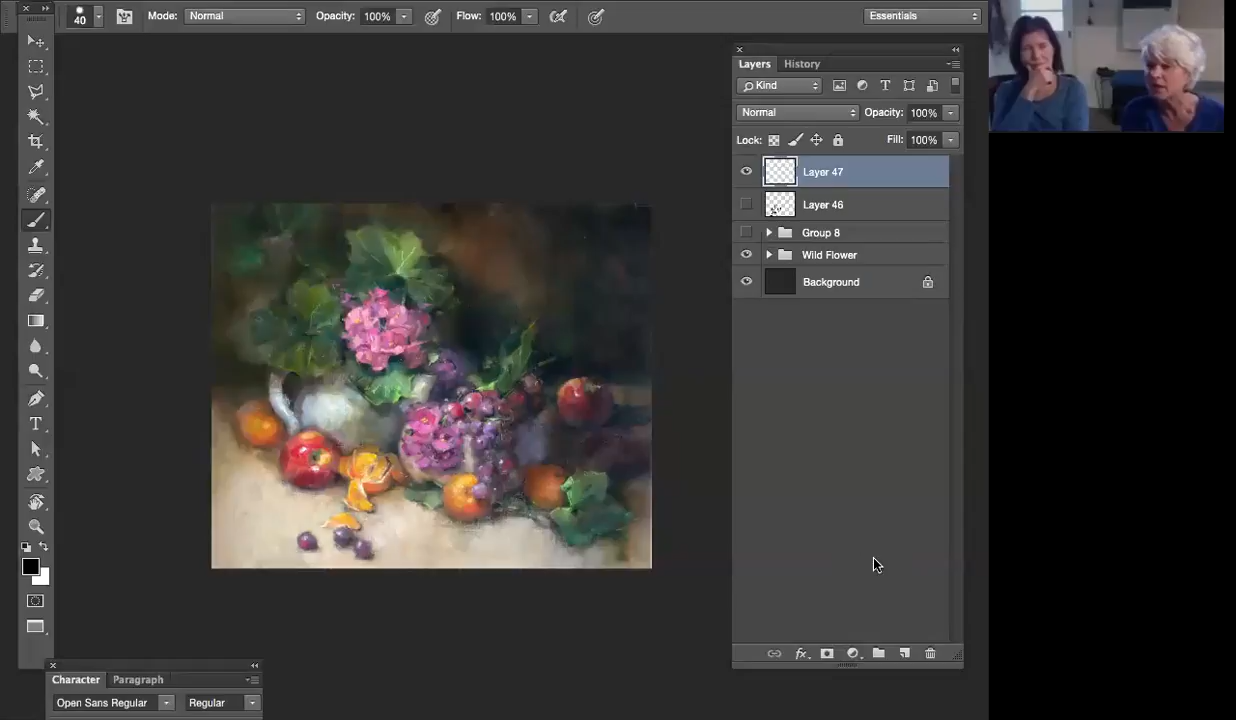 40 Mode: Normal Opacity: 100% Flow: 100% Essentials
Layers History
Kind
Normal Opacity: 100%
Lock: Fill: 100%
Layer 47
Layer 46
Group 8
Wild Flower
Background
Character Paragraph
Open Sans Regular Regular